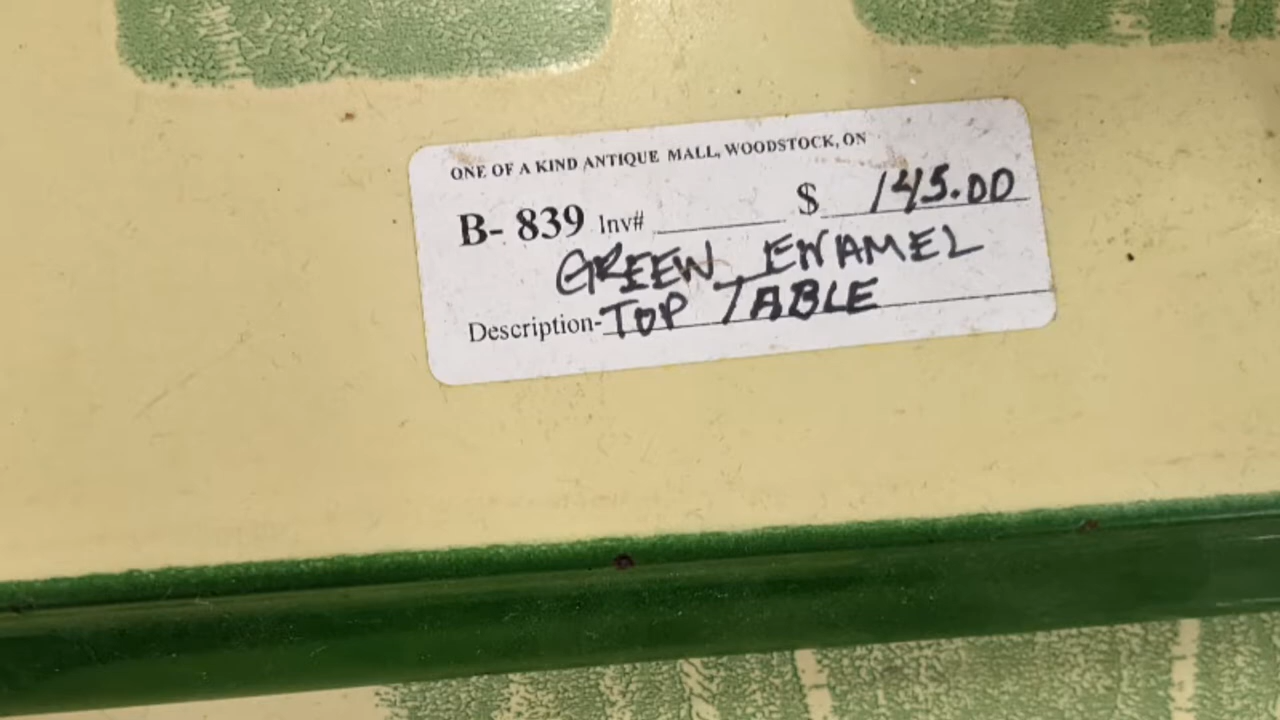 ONE OF A KIND ANTIQUE MALL, WOODSTOCK, ON
B- 839 Inv# $ 145.00
GREEN ENAMEL
Description- TOP TABLE